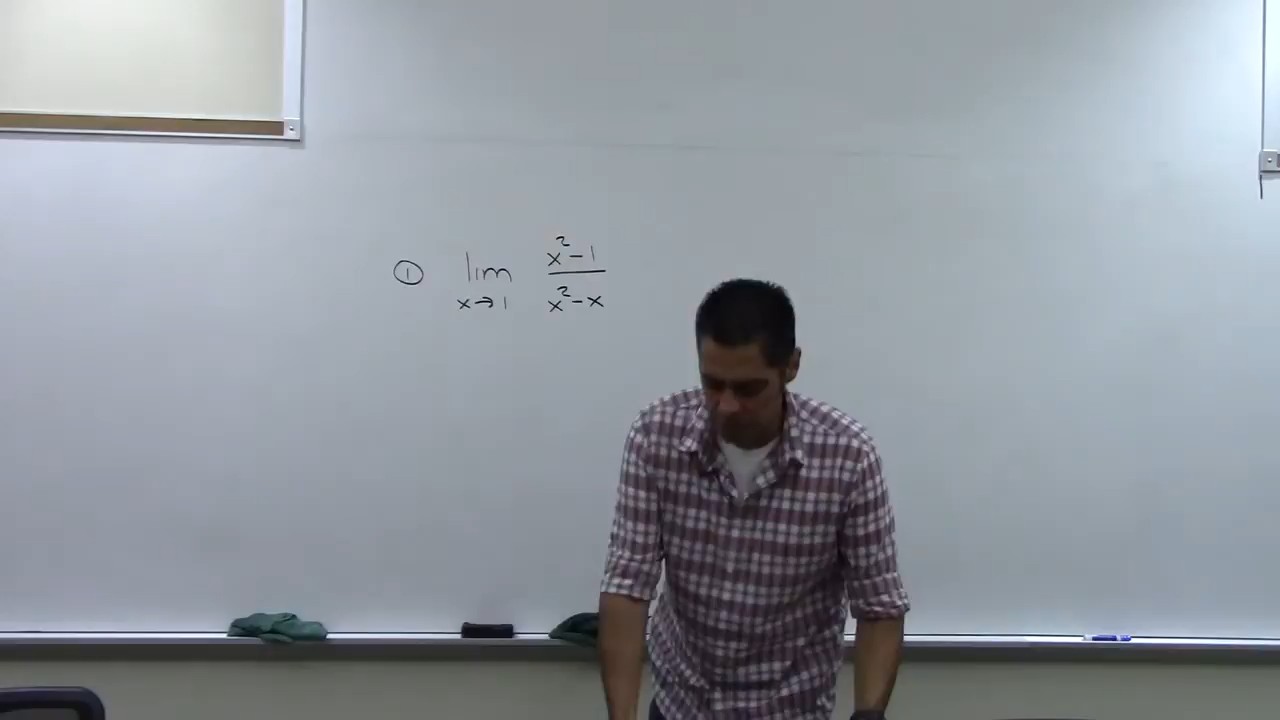 ① lim x²-1
x→1 x²-x